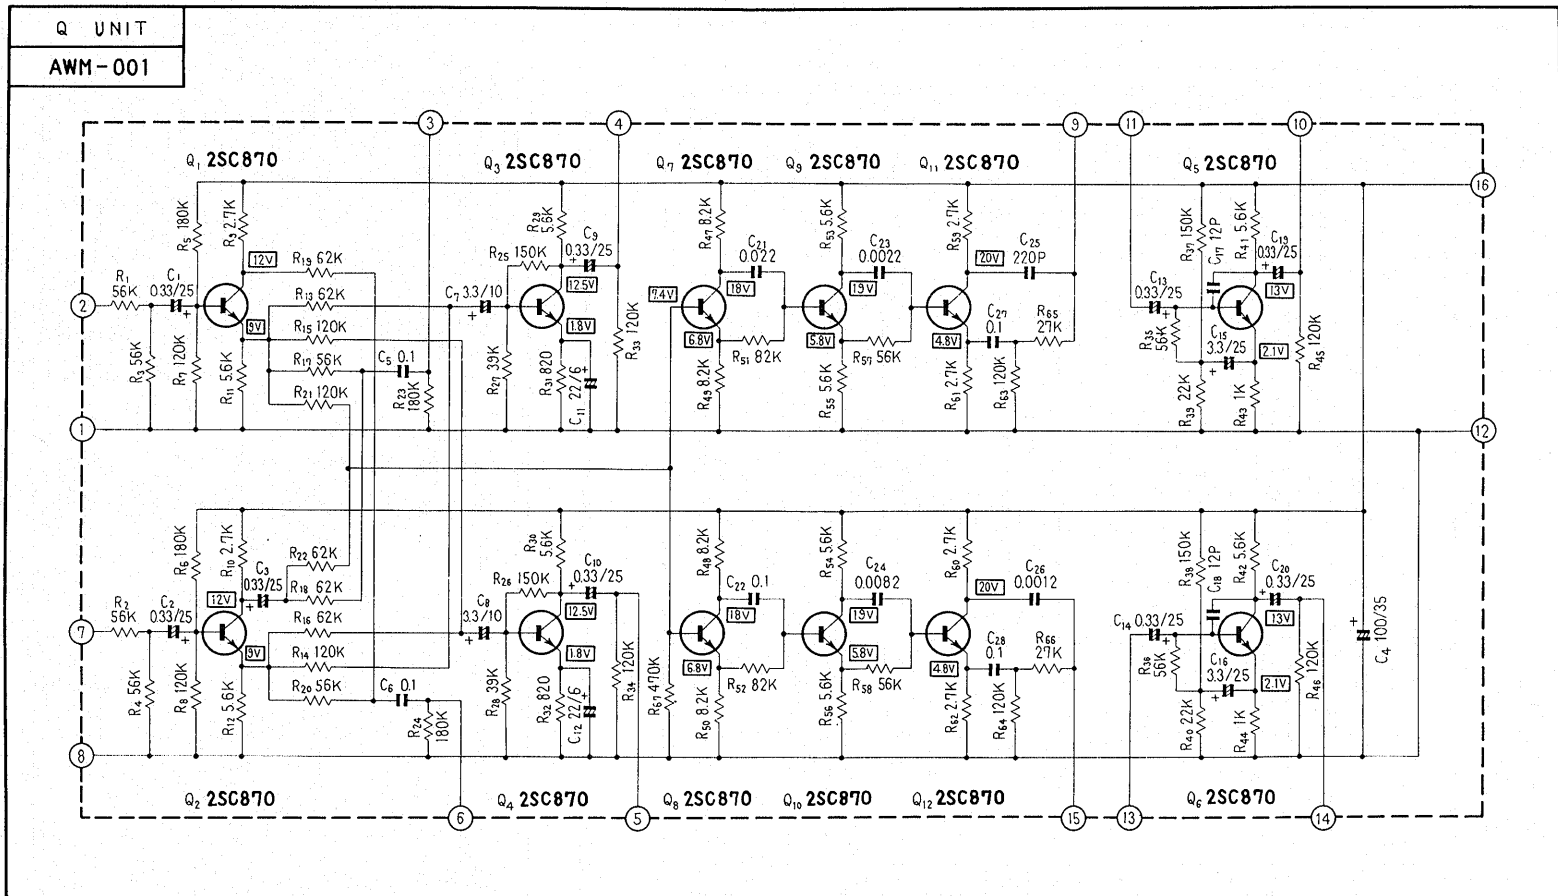 Q UNIT
AWM-001
3
4
9
11
10
Q1 2SC870
Q3 2SC870
Q7 2SC870
Q9 2SC870
Q11 2SC870
Q5 2SC870
16
R5 180K
R9 2.7K
12V
R19 62K
R13 62K
R15 120K
R17 56K
R21 120K
R1
56K
C1
0.33/25
+
2
9V
R3 56K
R7 120K
R11 5.6K
C5 0.1
R23
180K
C7 3.3/10
+
R25 150K
R29
5.6K
C9
0.33/25
+
12.5V
1.8V
R27 39K
R31 820
C11 22/6
+
R33 120K
R47 8.2K
C21
0.022
7.4V
18V
6.8V
R51 82K
R49 8.2K
R53 5.6K
C23
0.0022
19V
5.8V
R57 56K
R55 5.6K
R59 2.7K
20V
C25
220P
C27
0.1
R65
27K
4.8V
R61 2.7K
R63 120K
R37 150K
C17 12P
R41 5.6K
C19
0.33/25
+
13V
C13
0.33/25
+
R35
56K
C15
3.3/25
+
2.1V
R39 22K
R43 1K
R45 120K
1
12
R6 180K
R10 2.7K
C3
0.33/25
+
R22 62K
R18 62K
R16 62K
R14 120K
R20 56K
12V
R2
56K
C2
0.33/25
+
7
9V
R4 56K
R8 120K
R12 5.6K
C6 0.1
R24
180K
C8
3.3/10
+
R26 150K
R30
5.6K
C10
0.33/25
+
12.5V
1.8V
R28 39K
R32 820
C12 22/6
+
R34 120K
R67 470K
R48 8.2K
C22 0.1
18V
6.8V
R52 82K
R50 8.2K
R54 5.6K
C24
0.0082
19V
5.8V
R58 56K
R56 5.6K
R60 2.7K
20V
C26
0.0012
C28
0.1
R66
27K
4.8V
R62 2.7K
R64 120K
R38 150K
C18 12P
R42 5.6K
C20
0.33/25
+
13V
C14 0.33/25
+
R36
56K
C16
3.3/25
+
2.1V
R40 22K
R44 1K
R46 120K
+
C4 100/35
8
Q2 2SC870
Q4 2SC870
Q8 2SC870
Q10 2SC870
Q12 2SC870
Q6 2SC870
6
5
15
13
14